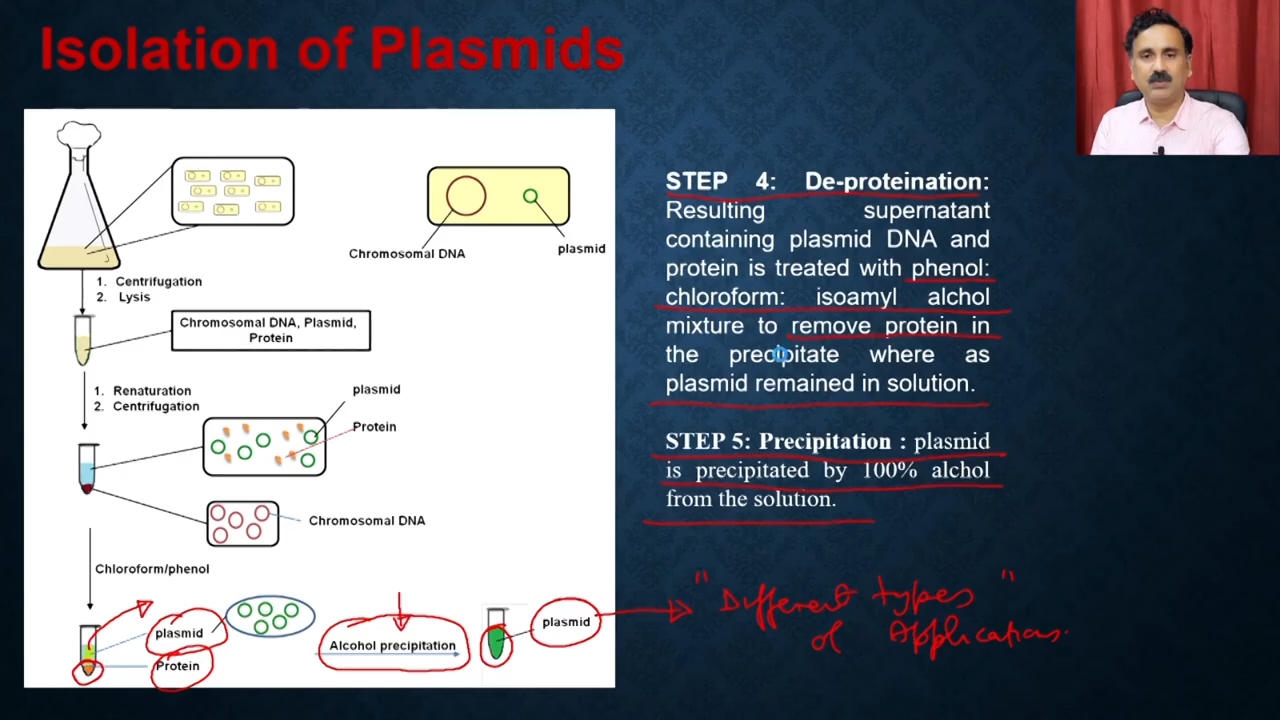 Isolation of Plasmids
Chromosomal DNA
plasmid
1. Centrifugation
2. Lysis
Chromosomal DNA, Plasmid,
Protein
1. Renaturation
2. Centrifugation
plasmid
Protein
Chromosomal DNA
Chloroform/phenol
plasmid
Protein
Alcohol precipitation
plasmid
STEP 4: De-proteination:
Resulting supernatant
containing plasmid DNA and
protein is treated with phenol:
chloroform: isoamyl alchol
mixture to remove protein in
the precipitate where as
plasmid remained in solution.
STEP 5: Precipitation : plasmid
is precipitated by 100% alchol
from the solution.
"Different types"
of Applications.